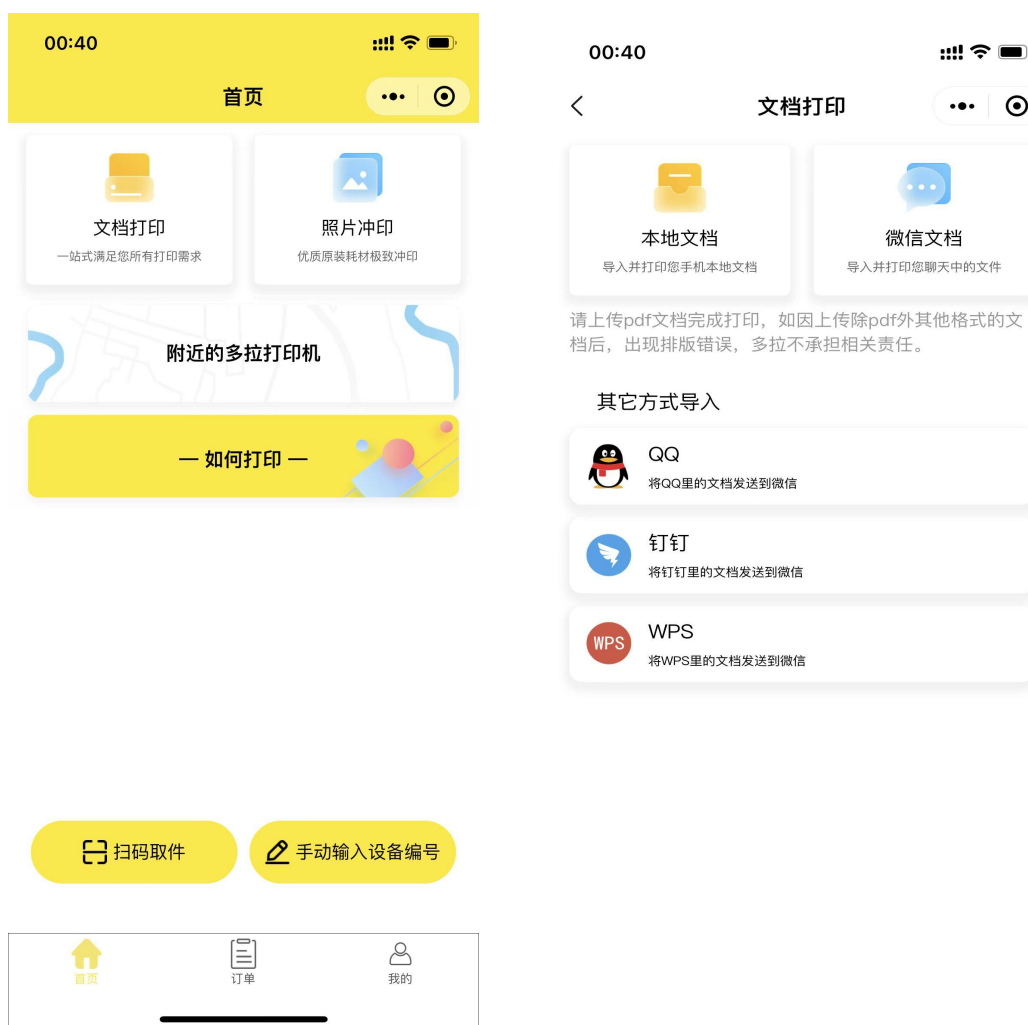 00:40
首页
文档打印
一站式满足您所有打印需求
照片冲印
优质原装耗材极致冲印
附近的多拉打印机
一 如何打印 一
扫码取件
手动输入设备编号
首页
订单
我的
00:40
文档打印
本地文档
导入并打印您手机本地文档
微信文档
导入并打印您聊天中的文件
请上传pdf文档完成打印，如因上传除pdf外其他格式的文
档后，出现排版错误，多拉不承担相关责任。
其它方式导入
QQ
将QQ里的文档发送到微信
钉钉
将钉钉里的文档发送到微信
WPS
WPS
将WPS里的文档发送到微信